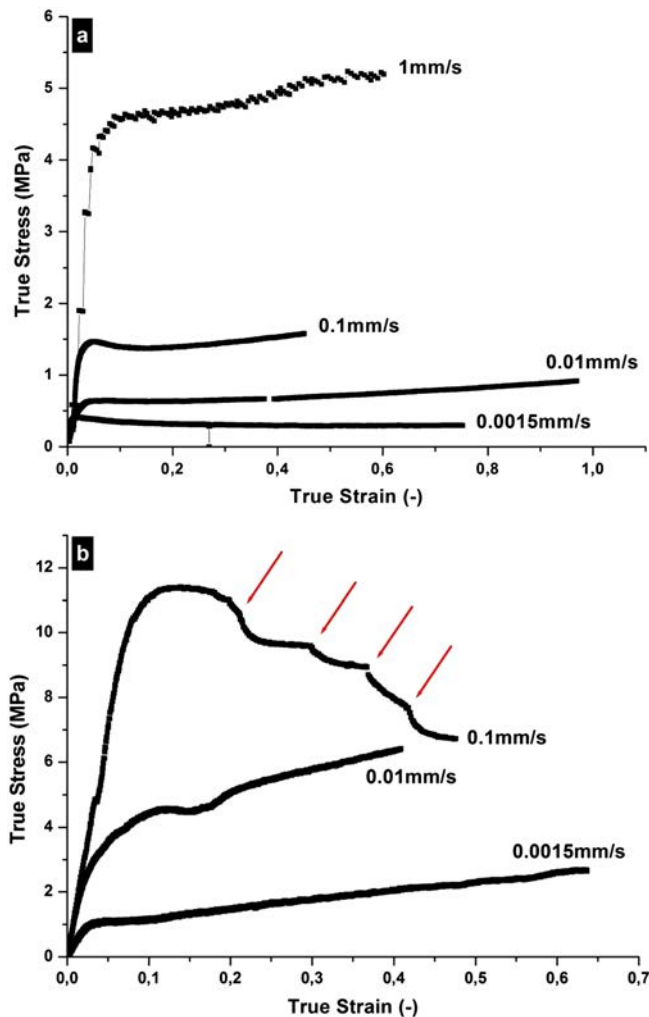 a
True Stress (MPa)
6
5
4
3
2
1
0
1mm/s
0.1mm/s
0.01mm/s
0.0015mm/s
0,0 0,2 0,4 0,6 0,8 1,0
True Strain (-)
b
True Stress (MPa)
12
10
8
6
4
2
0
0.1mm/s
0.01mm/s
0.0015mm/s
0,0 0,1 0,2 0,3 0,4 0,5 0,6 0,7
True Strain (-)